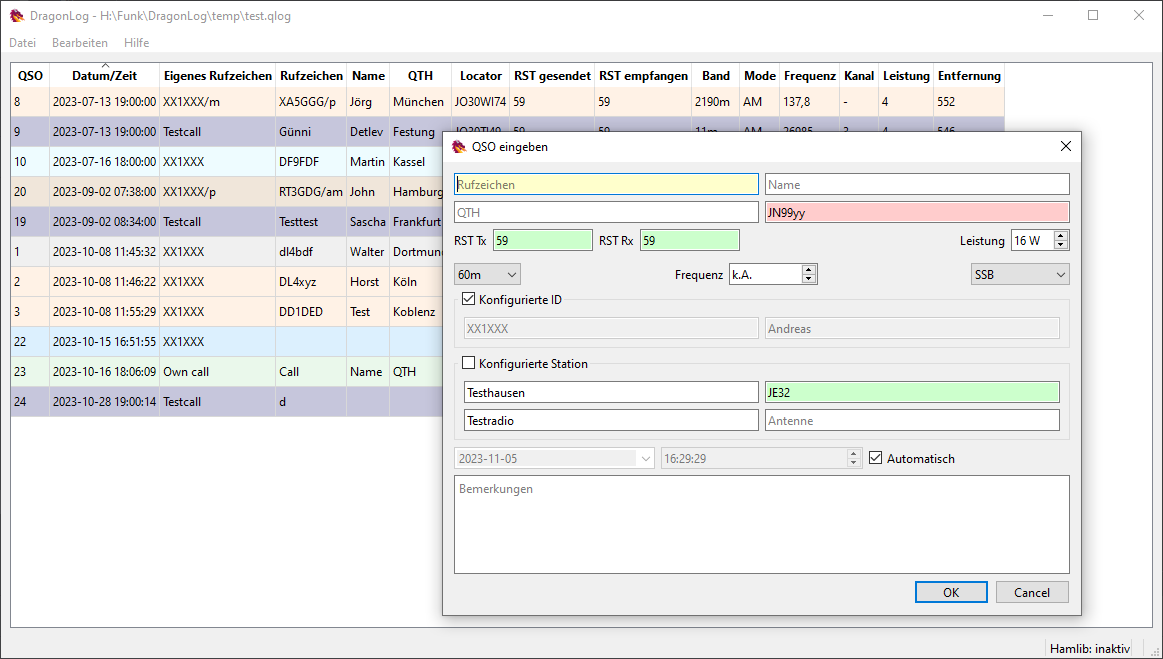 DragonLog - H:\Funk\DragonLog\temp\test.qlog
Datei Bearbeiten Hilfe
QSO Datum/Zeit Eigenes Rufzeichen Rufzeichen Name QTH Locator RST gesendet RST empfangen Band Mode Frequenz Kanal Leistung Entfernung
8 2023-07-13 19:00:00 XX1XXX/m XA5GGG/p Jörg München JO30WI74 59 59 2190m AM 137,8 - 4 552
9 2023-07-13 19:00:00 Testcall Günni Detlev Festung
10 2023-07-16 18:00:00 XX1XXX DF9FDF Martin Kassel
20 2023-09-02 07:38:00 XX1XXX/p RT3GDG/am John Hamburg
19 2023-09-02 08:34:00 Testcall Testtest Sascha Frankfurt
1 2023-10-08 11:45:32 XX1XXX dl4bdf Walter Dortmun
2 2023-10-08 11:46:22 XX1XXX DL4xyz Horst Köln
3 2023-10-08 11:55:29 XX1XXX DD1DED Test Koblenz
22 2023-10-15 16:51:55 XX1XXX
23 2023-10-16 18:06:09 Own call Call Name QTH
24 2023-10-28 19:00:14 Testcall d
QSO eingeben
Rufzeichen Name
QTH JN99yy
RST Tx 59 RST Rx 59 Leistung 16 W
60m Frequenz k.A. SSB
Konfigurierte ID
XX1XXX Andreas
Konfigurierte Station
Testhausen JE32
Testradio Antenne
2023-11-05 16:29:29 Automatisch
Bemerkungen
OK Cancel
Hamlib: inaktiv